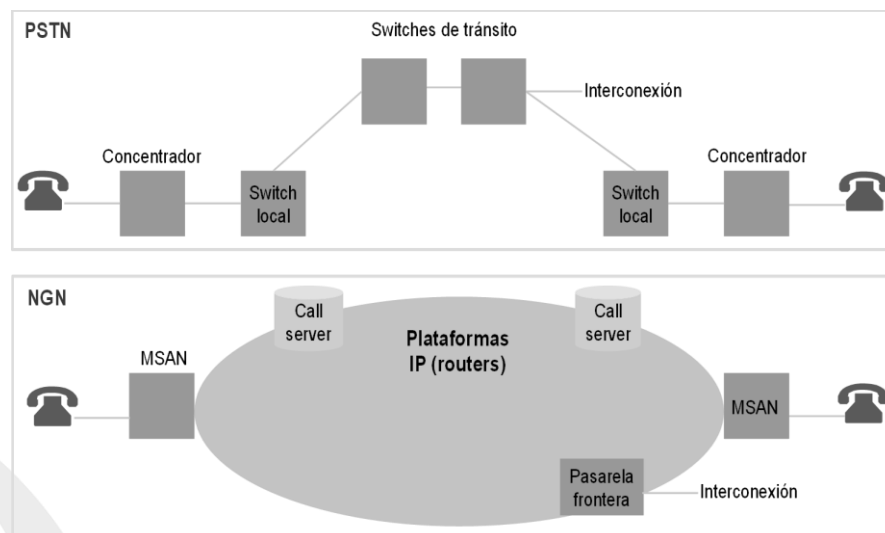 PSTN
Switches de tránsito
Interconexión
Concentrador
Concentrador
Switch
local
Switch
local
NGN
Call
server
Call
server
Plataformas
IP (routers)
MSAN
MSAN
Pasarela
frontera
Interconexión